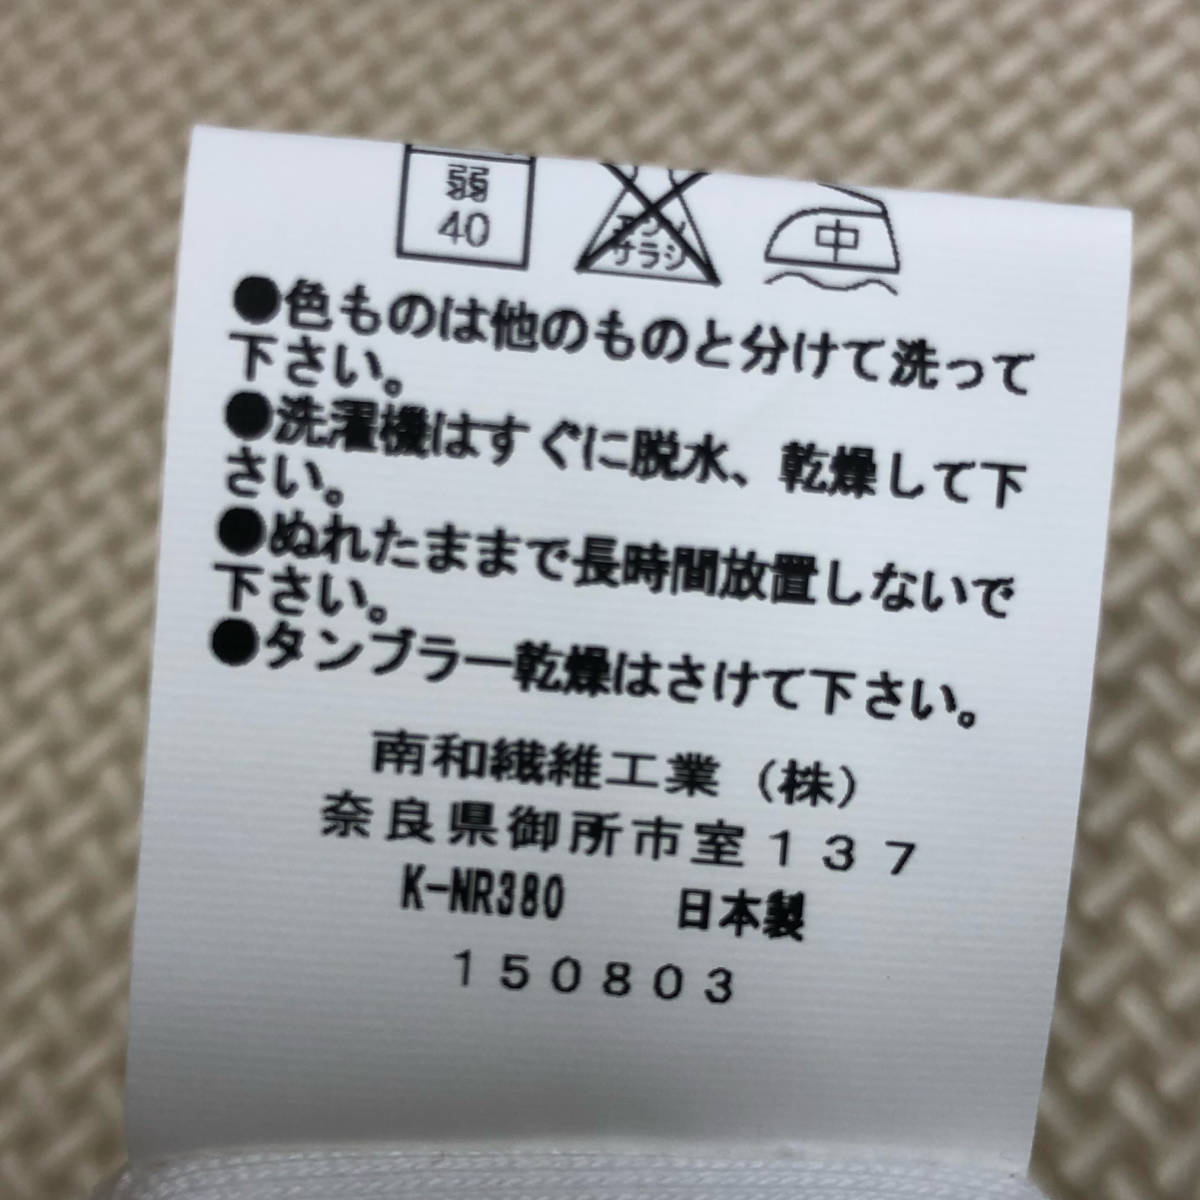 弱
40
エンソ
サラシ
中
●色ものは他のものと分けて洗って
下さい。
●洗濯機はすぐに脱水、乾燥して下
さい。
●ぬれたままで長時間放置しないで
下さい。
●タンブラー乾燥はさけて下さい。
南和繊維工業(株)
奈良県御所市室137
K-NR380 日本製
150803